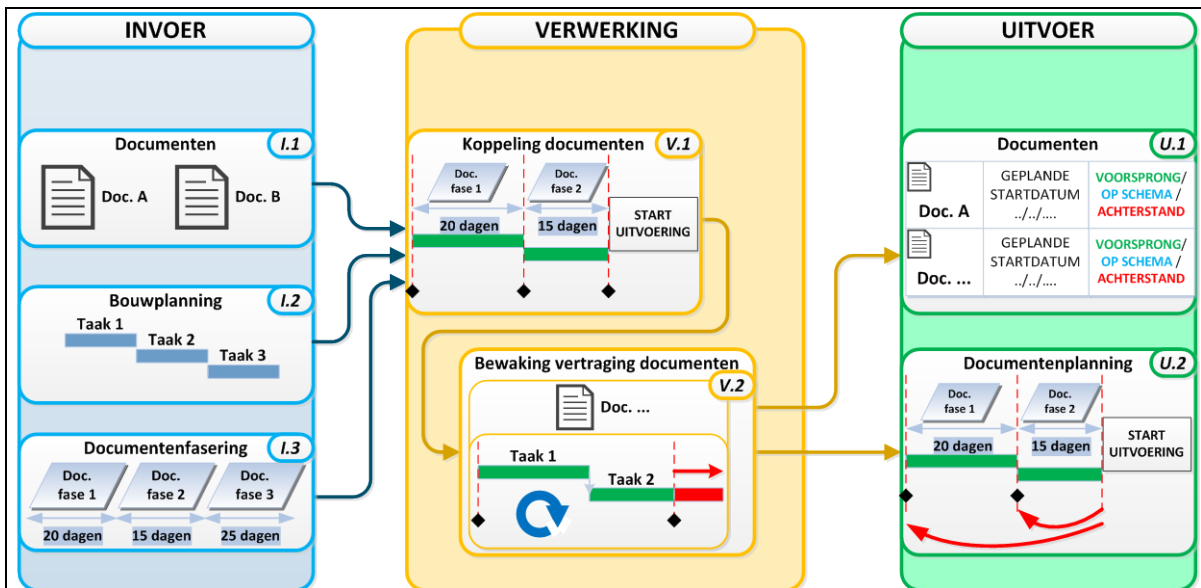 INVOER
Documenten
I.1
Doc. A
Doc. B
Bouwplanning
I.2
Taak 1
Taak 2
Taak 3
Documentenfasering
I.3
Doc.
fase 1
Doc.
fase 2
Doc.
fase 3
20 dagen
15 dagen
25 dagen
VERWERKING
Koppeling documenten
V.1
Doc.
fase 1
Doc.
fase 2
20 dagen
15 dagen
START
UITVOERING
Bewaking vertraging documenten
V.2
Doc. ...
Taak 1
Taak 2
UITVOER
Documenten
U.1
Doc. A
GEPLANDE
STARTDATUM
../../....
VOORSPRONG/
OP SCHEMA /
ACHTERSTAND
Doc. ...
GEPLANDE
STARTDATUM
../../....
VOORSPRONG/
OP SCHEMA /
ACHTERSTAND
Documentenplanning
U.2
Doc.
fase 1
Doc.
fase 2
20 dagen
15 dagen
START
UITVOERING